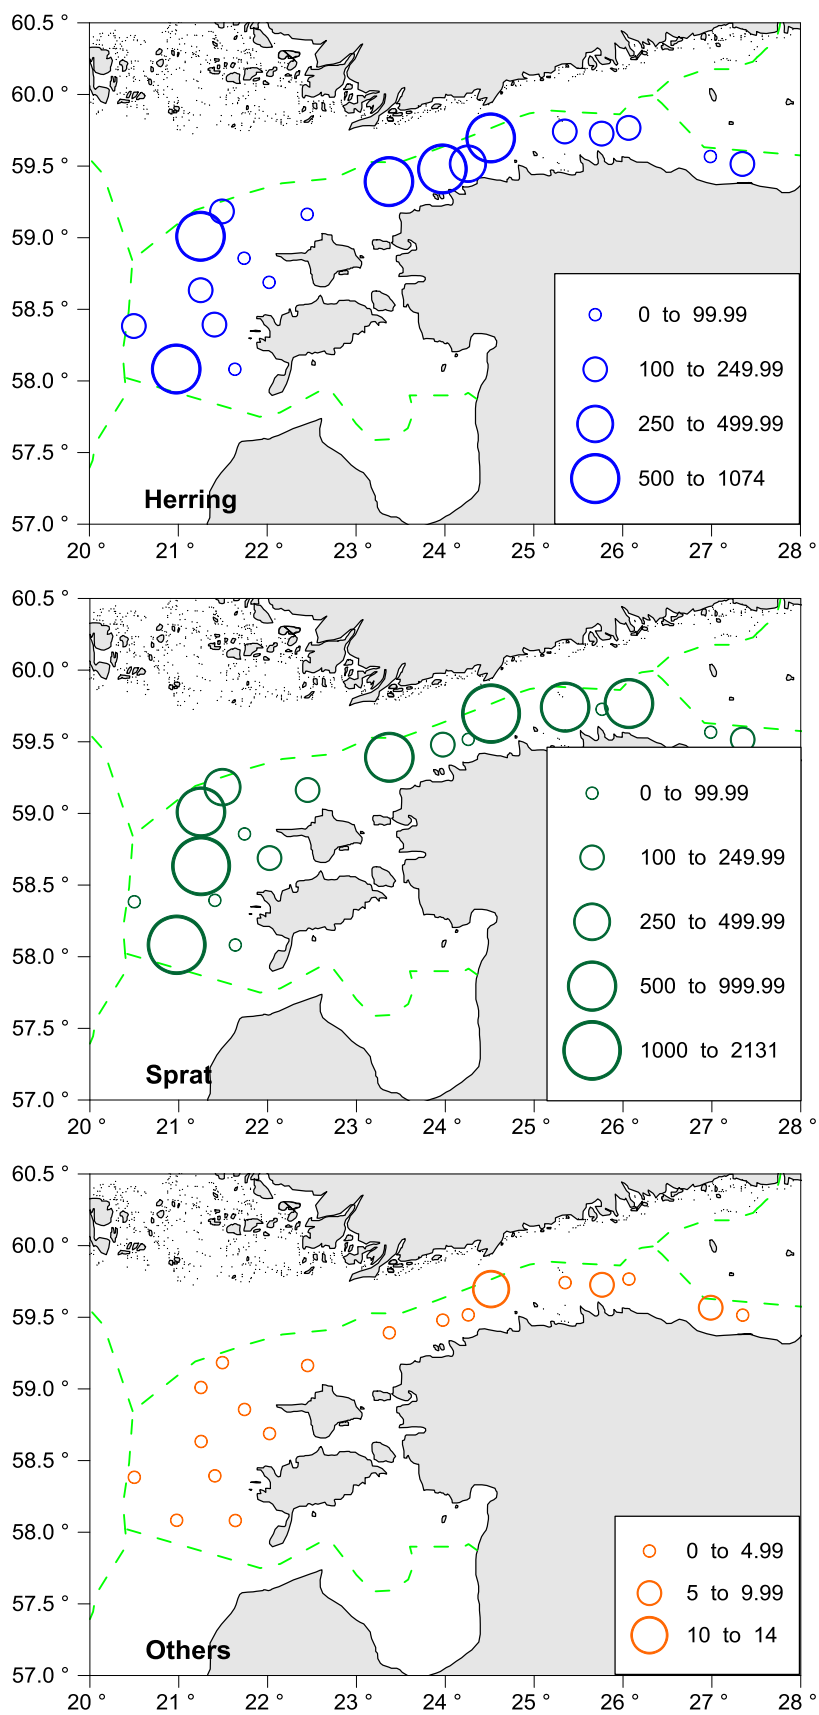 60.5 °
60.0 °
59.5 °
59.0 °
58.5 °
58.0 °
57.5 °
57.0 °
0 to 99.99
100 to 249.99
250 to 499.99
500 to 1074
Herring
20 ° 21 ° 22 ° 23 ° 24 ° 25 ° 26 ° 27 ° 28 °
60.5 °
60.0 °
59.5 °
59.0 °
58.5 °
58.0 °
57.5 °
57.0 °
0 to 99.99
100 to 249.99
250 to 499.99
500 to 999.99
1000 to 2131
Sprat
20 ° 21 ° 22 ° 23 ° 24 ° 25 ° 26 ° 27 ° 28 °
60.5 °
60.0 °
59.5 °
59.0 °
58.5 °
58.0 °
57.5 °
57.0 °
0 to 4.99
5 to 9.99
10 to 14
Others
20 ° 21 ° 22 ° 23 ° 24 ° 25 ° 26 ° 27 ° 28 °